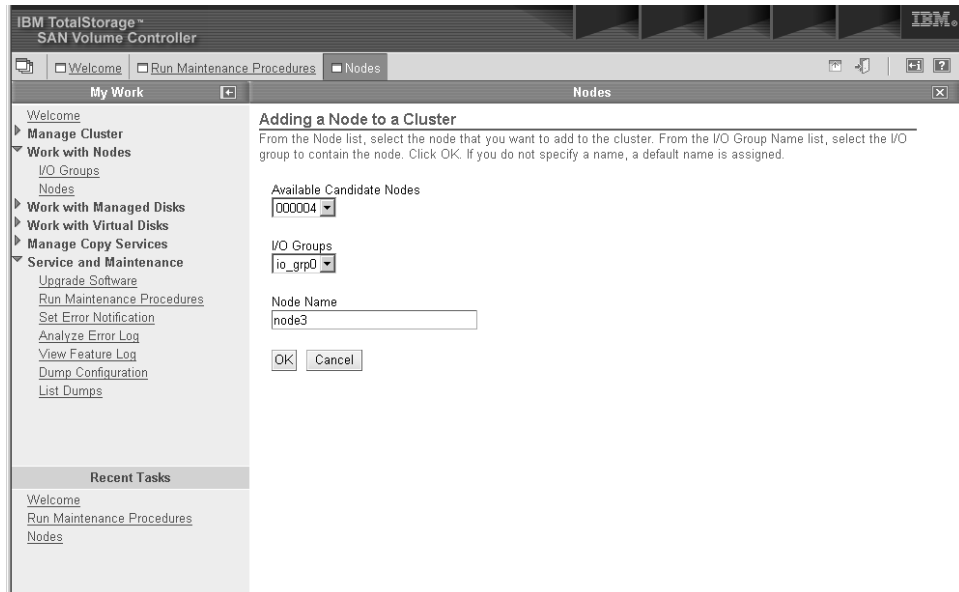 IBM TotalStorage™
SAN Volume Controller
IBM®
Welcome
Run Maintenance Procedures
Nodes
?
My Work
Nodes
Welcome
Manage Cluster
Work with Nodes
I/O Groups
Nodes
Work with Managed Disks
Work with Virtual Disks
Manage Copy Services
Service and Maintenance
Upgrade Software
Run Maintenance Procedures
Set Error Notification
Analyze Error Log
View Feature Log
Dump Configuration
List Dumps
Recent Tasks
Welcome
Run Maintenance Procedures
Nodes
Adding a Node to a Cluster
From the Node list, select the node that you want to add to the cluster. From the I/O Group Name list, select the I/O
group to contain the node. Click OK. If you do not specify a name, a default name is assigned.
Available Candidate Nodes
000004
I/O Groups
io_grp0
Node Name
node3
OK Cancel